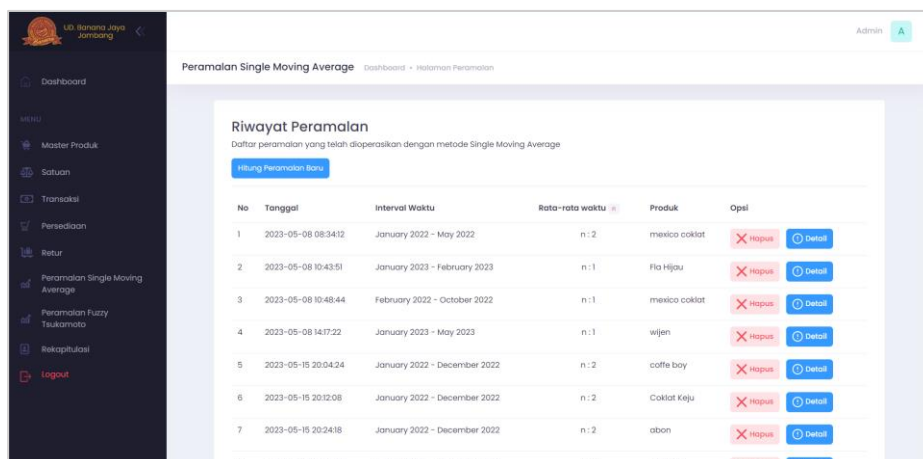 UD. Banana Jaya
Jombang
Admin
A
Peramalan Single Moving Average
Dashboard - Halaman Peramalan
Dashboard
MENU
Master Produk
Satuan
Transaksi
Persediaan
Retur
Peramalan Single Moving
Average
Peramalan Fuzzy
Tsukamoto
Rekapitulasi
Logout
Riwayat Peramalan
Daftar peramalan yang telah dioperasikan dengan metode Single Moving Average
Hitung Peramalan Baru
No Tanggal Interval Waktu Rata-rata waktu n Produk Opsi
1 2023-05-08 08:34:12 January 2022 - May 2022 n : 2 mexico coklat Hapus Detail
2 2023-05-08 10:43:51 January 2023 - February 2023 n : 1 Fla Hijau Hapus Detail
3 2023-05-08 10:48:44 February 2022 - October 2022 n : 1 mexico coklat Hapus Detail
4 2023-05-08 14:17:22 January 2023 - May 2023 n : 1 wijen Hapus Detail
5 2023-05-15 20:04:24 January 2022 - December 2022 n : 2 coffe boy Hapus Detail
6 2023-05-15 20:12:08 January 2022 - December 2022 n : 2 Coklat Keju Hapus Detail
7 2023-05-15 20:24:18 January 2022 - December 2022 n : 2 abon Hapus Detail